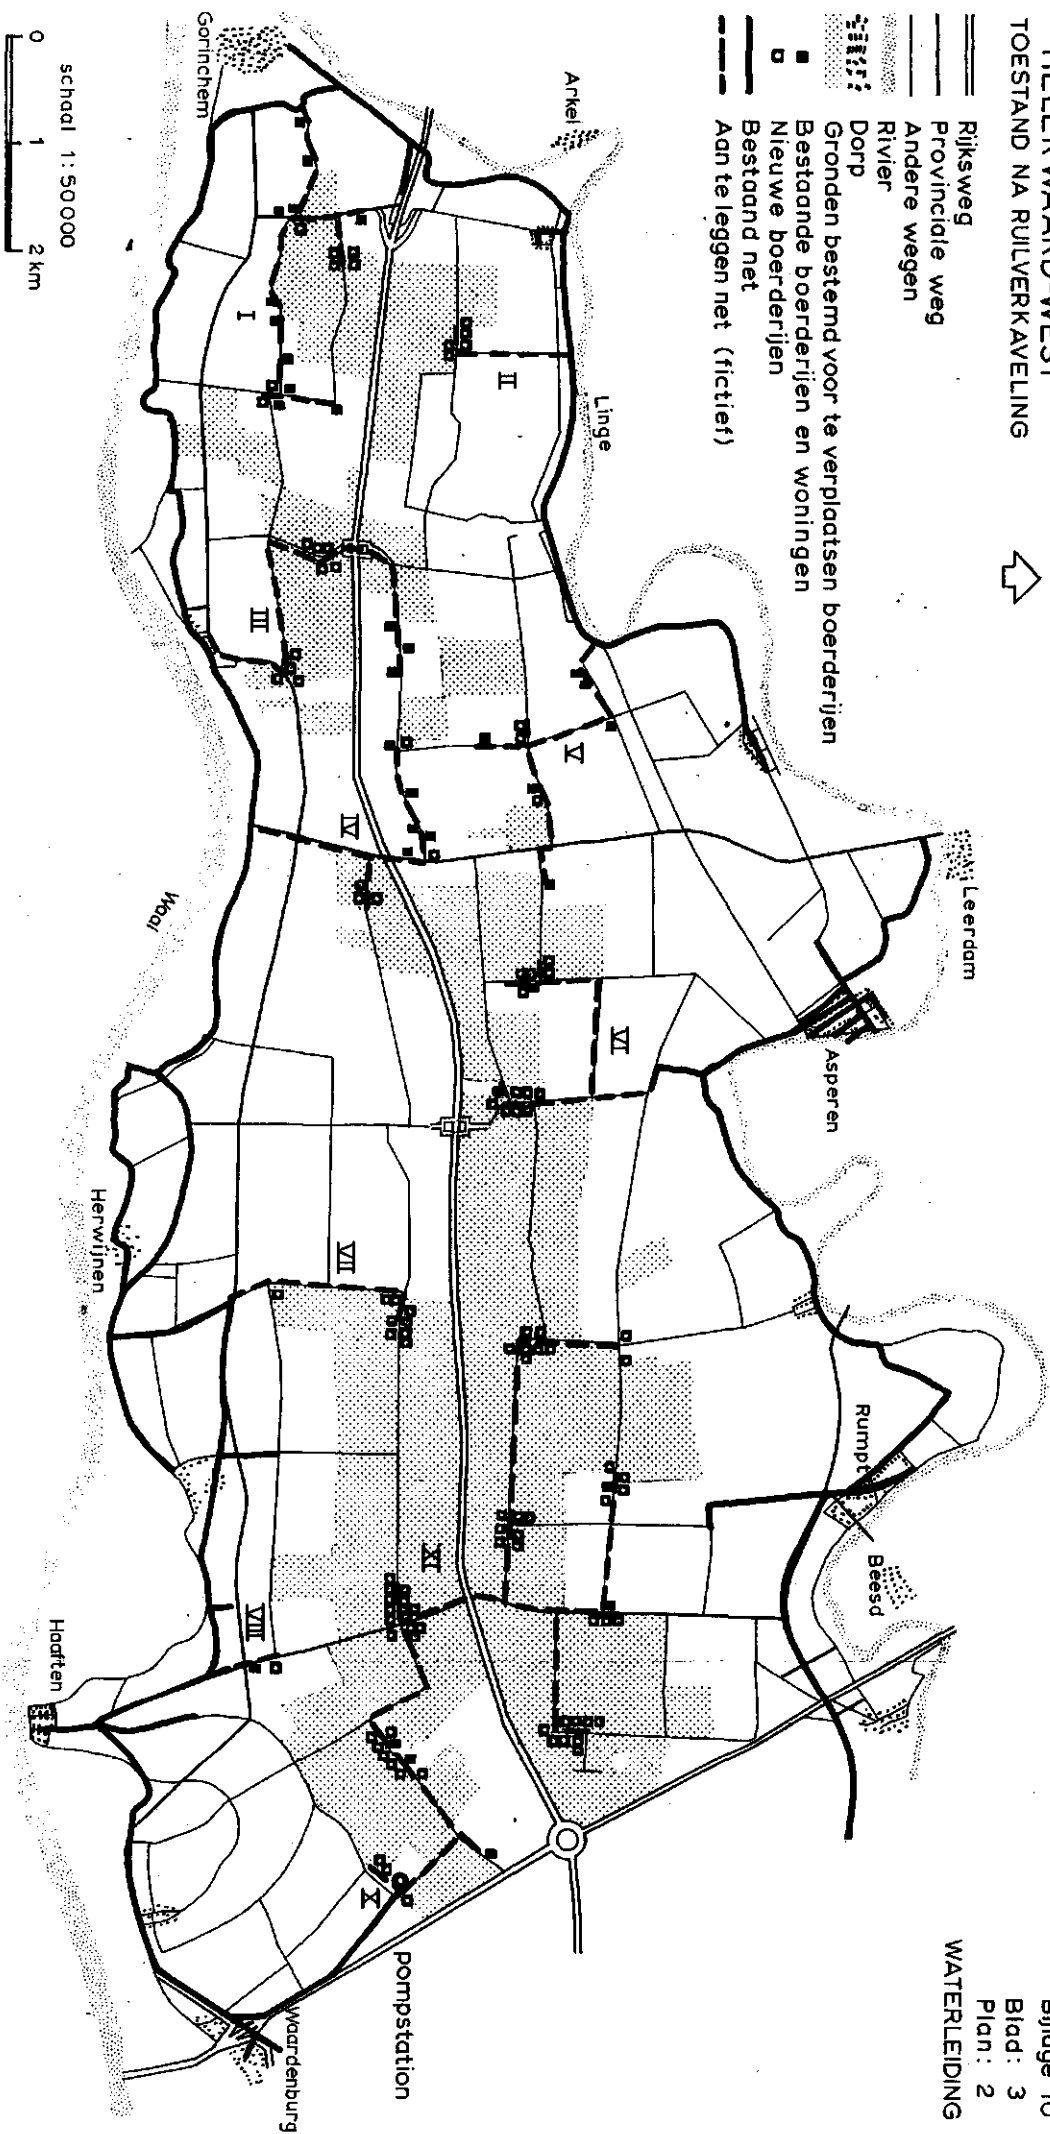 TOESTAND NA RUILVERKAVELING
Rijksweg
Provinciale weg
Andere wegen
Rivier
Dorp
Gronden bestemd voor te verplaatsen boerderijen
Bestaande boerderijen en woningen
Nieuwe boerderijen
Bestaand net
Aan te leggen net (fictief)
Blad: 3
Plan: 2
WATERLEIDING
Gorinchem
Arkel
Linge
Leerdam
Asperen
Rumpt
Beesd
Waal
Herwijnen
Haaften
Waardenburg
pompstation
I
II
III
IV
V
VI
VII
VIII
XI
X
schaal 1:50000
0 1 2 km